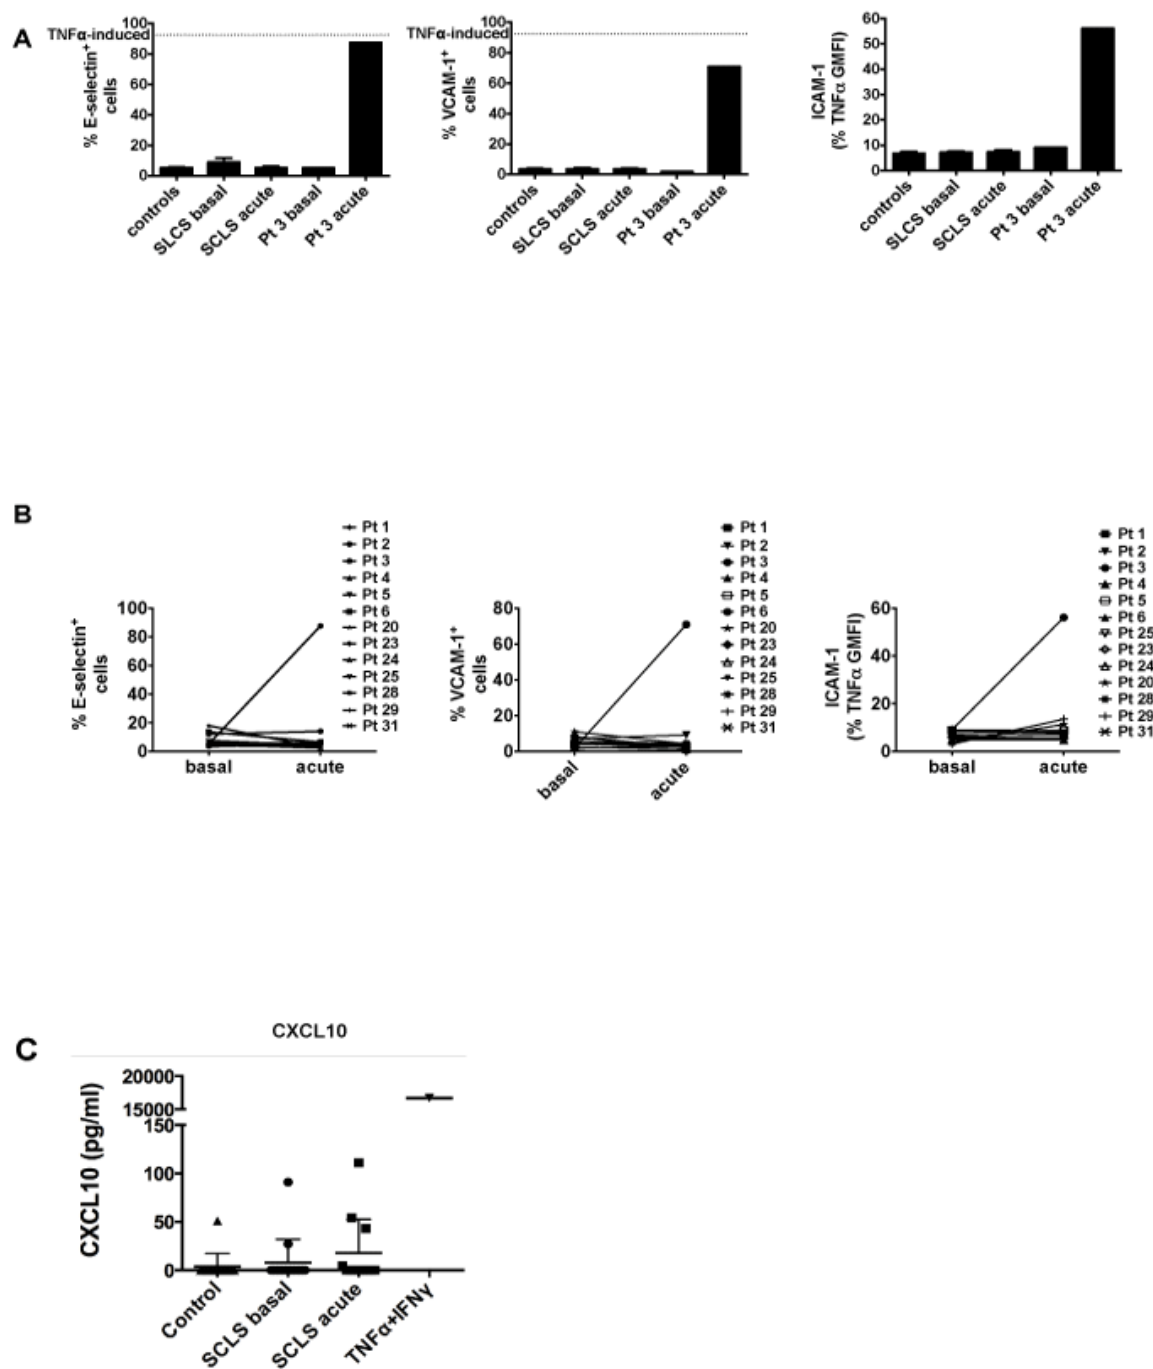 A
TNFα-induced
% E-selectin+
cells
100
80
60
40
20
0
controls
SLCS basal
SCLS acute
Pt 3 basal
Pt 3 acute
TNFα-induced
% VCAM-1+
cells
100
80
60
40
20
0
controls
SLCS basal
SCLS acute
Pt 3 basal
Pt 3 acute
ICAM-1
(% TNFα GMFI)
60
50
40
30
20
10
0
controls
SLCS basal
SCLS acute
Pt 3 basal
Pt 3 acute
B
% E-selectin+
cells
100
80
60
40
20
0
basal
acute
Pt 1
Pt 2
Pt 3
Pt 4
Pt 5
Pt 6
Pt 20
Pt 23
Pt 24
Pt 25
Pt 28
Pt 29
Pt 31
% VCAM-1+
cells
80
60
40
20
0
basal
acute
Pt 1
Pt 2
Pt 3
Pt 4
Pt 5
Pt 6
Pt 20
Pt 23
Pt 24
Pt 25
Pt 28
Pt 29
Pt 31
ICAM-1
(% TNFα GMFI)
60
40
20
0
basal
acute
Pt 1
Pt 2
Pt 3
Pt 4
Pt 5
Pt 6
Pt 25
Pt 23
Pt 24
Pt 20
Pt 28
Pt 29
Pt 31
C
CXCL10
CXCL10 (pg/ml)
20000
15000
150
100
50
0
Control
SCLS basal
SCLS acute
TNFα+IFNγ